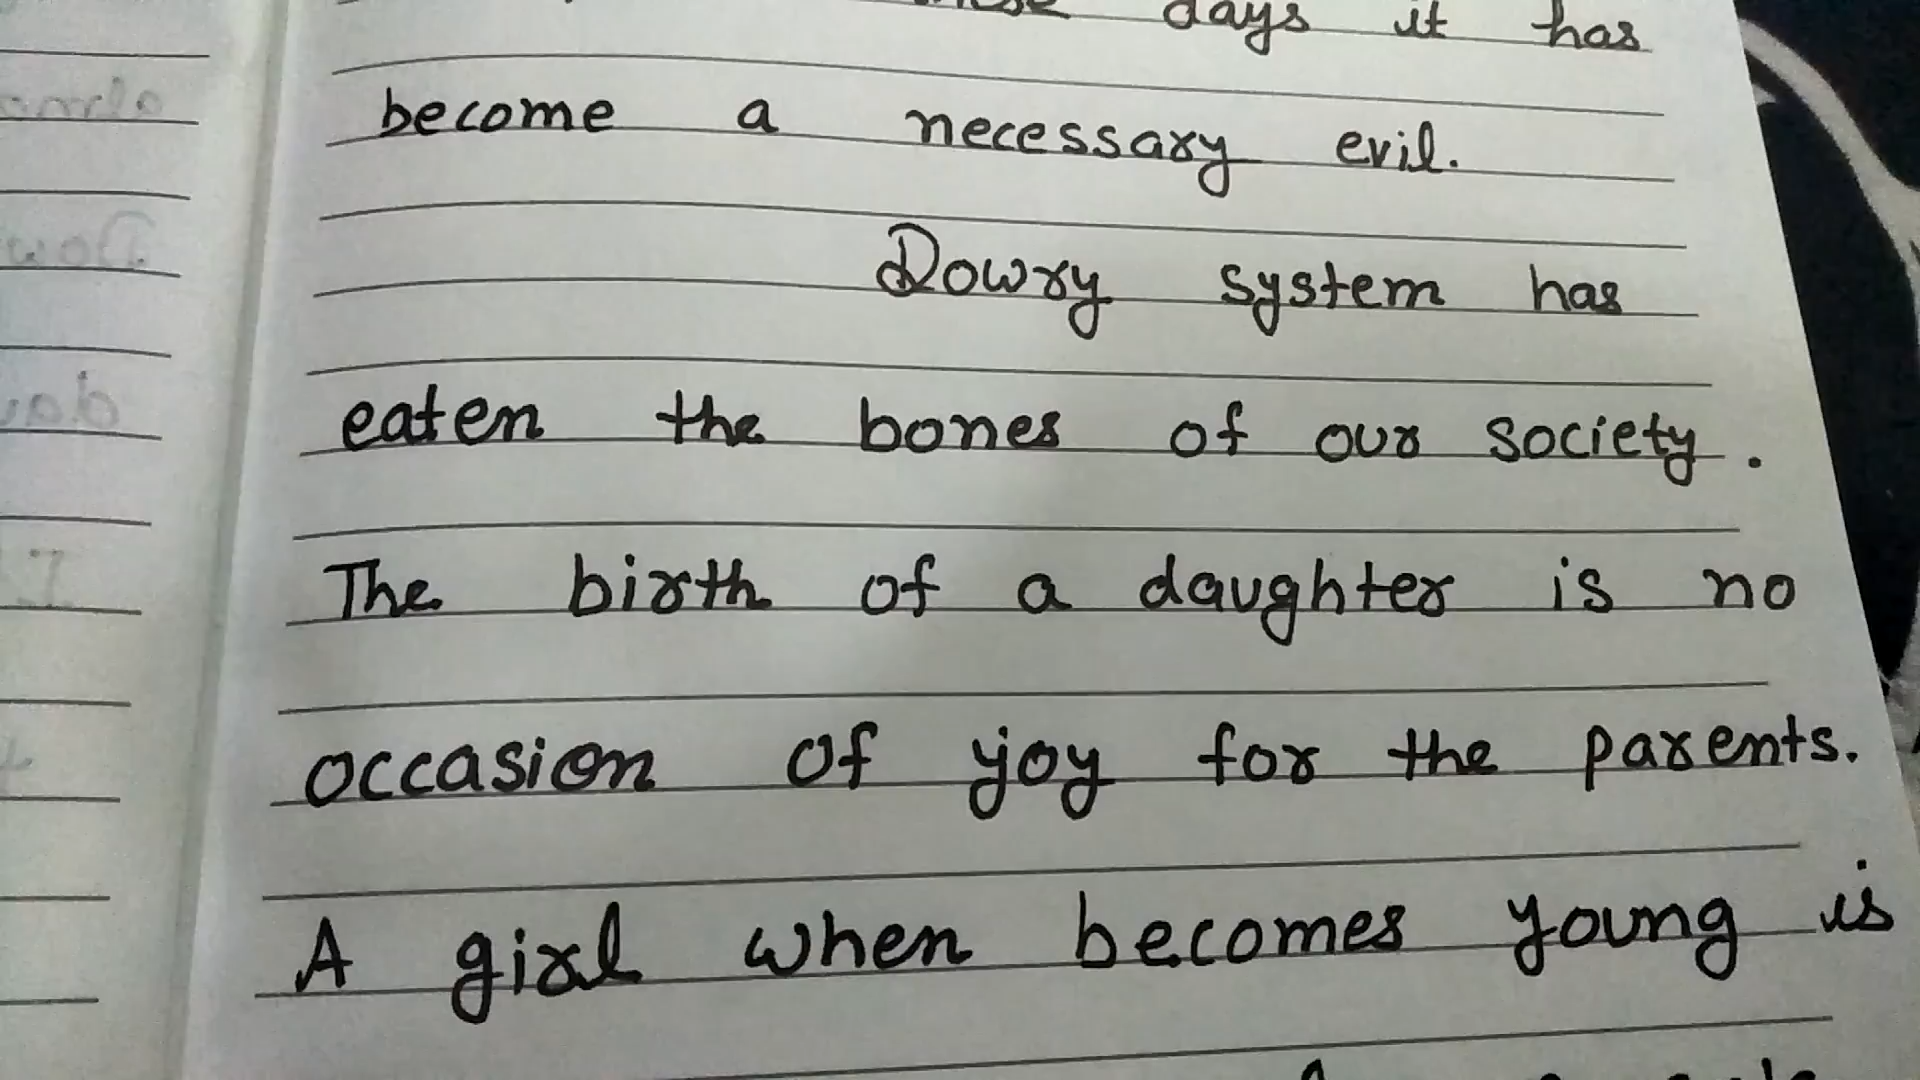 days it has
become a necessary evil.
Dowry system has
eaten the bones of our society.
The birth of a daughter is no
occasion of joy for the parents.
A girl when becomes young is